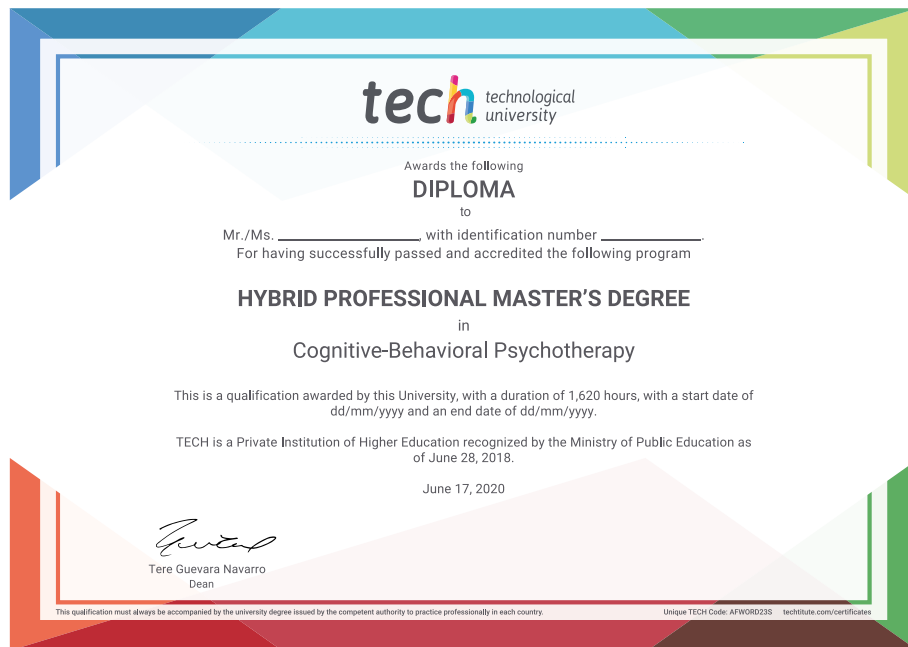 tech technological
university
Awards the following
DIPLOMA
to
Mr./Ms. ____________________, with identification number ______________.
For having successfully passed and accredited the following program
HYBRID PROFESSIONAL MASTER'S DEGREE
in
Cognitive-Behavioral Psychotherapy
This is a qualification awarded by this University, with a duration of 1,620 hours, with a start date of
dd/mm/yyyy and an end date of dd/mm/yyyy.
TECH is a Private Institution of Higher Education recognized by the Ministry of Public Education as
of June 28, 2018.
June 17, 2020
Tere Guevara Navarro
Dean
This qualification must always be accompanied by the university degree issued by the competent authority to practice professionally in each country. Unique TECH Code: AFWORD23S techtitute.com/certificates